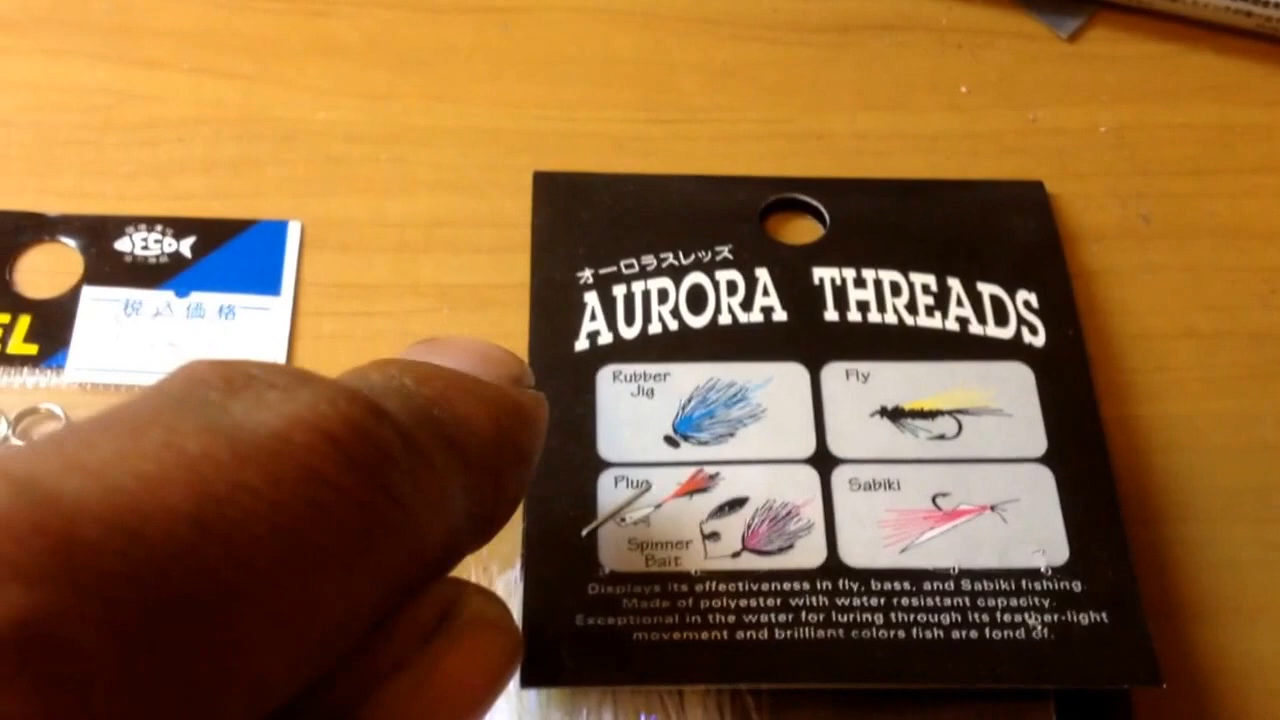 ECO
税込価格
EL
オーロラスレッズ
AURORA THREADS
Rubber
Jig
Fly
Plug
Spinner
Bait
Sabiki
Displays its effectiveness in fly, bass, and Sabiki fishing.
Made of polyester with water resistant capacity.
Exceptional in the water for luring through its feather-light
movement and brilliant colors fish are fond of.